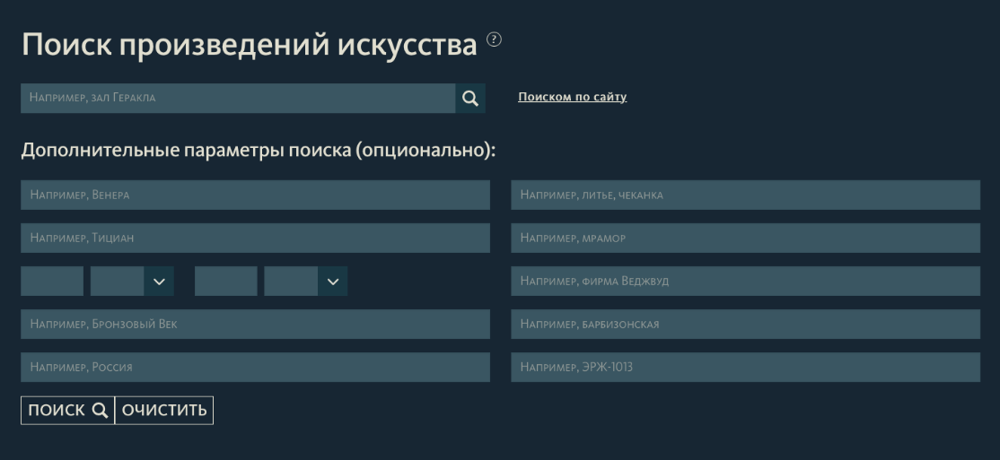 Поиск произведений искусства ?
Например, зал Геракла
Поиском по сайту
Дополнительные параметры поиска (опционально):
Например, Венера
Например, литье, чеканка
Например, Тициан
Например, мрамор
Например, фирма Веджвуд
Например, Бронзовый Век
Например, барбизонская
Например, Россия
Например, ЭРЖ-1013
ПОИСК
ОЧИСТИТЬ